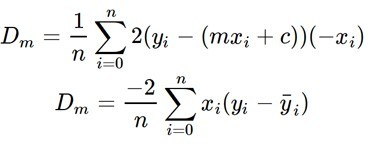 D_m = \frac{1}{n} \sum_{i=0}^{n} 2(y_i - (mx_i + c))(-x_i)
D_m = \frac{-2}{n} \sum_{i=0}^{n} x_i(y_i - \bar{y}_i)